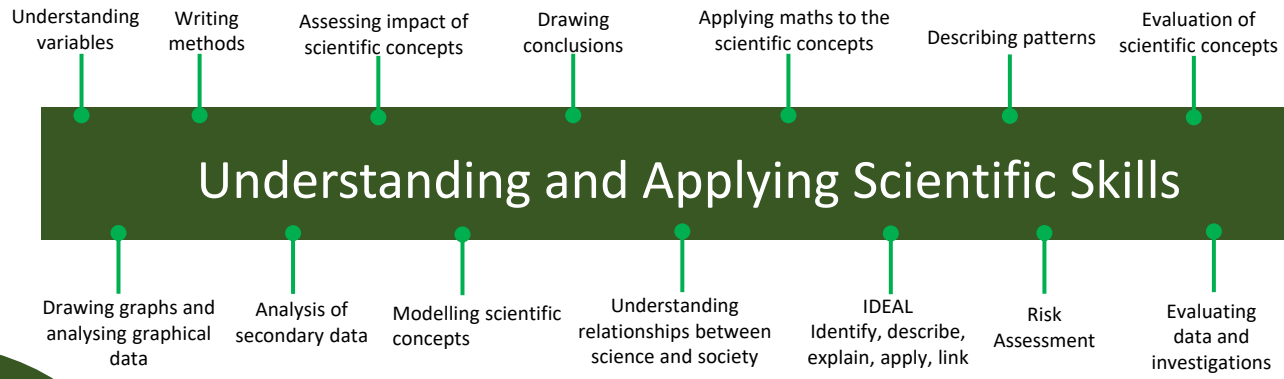 Understanding
variables
Writing
methods
Assessing impact of
scientific concepts
Drawing
conclusions
Applying maths to the
scientific concepts
Describing patterns
Evaluation of
scientific concepts
Understanding and Applying Scientific Skills
Drawing graphs and
analysing graphical
data
Analysis of
secondary data
Modelling scientific
concepts
Understanding
relationships between
science and society
IDEAL
Identify, describe,
explain, apply, link
Risk
Assessment
Evaluating
data and
investigations